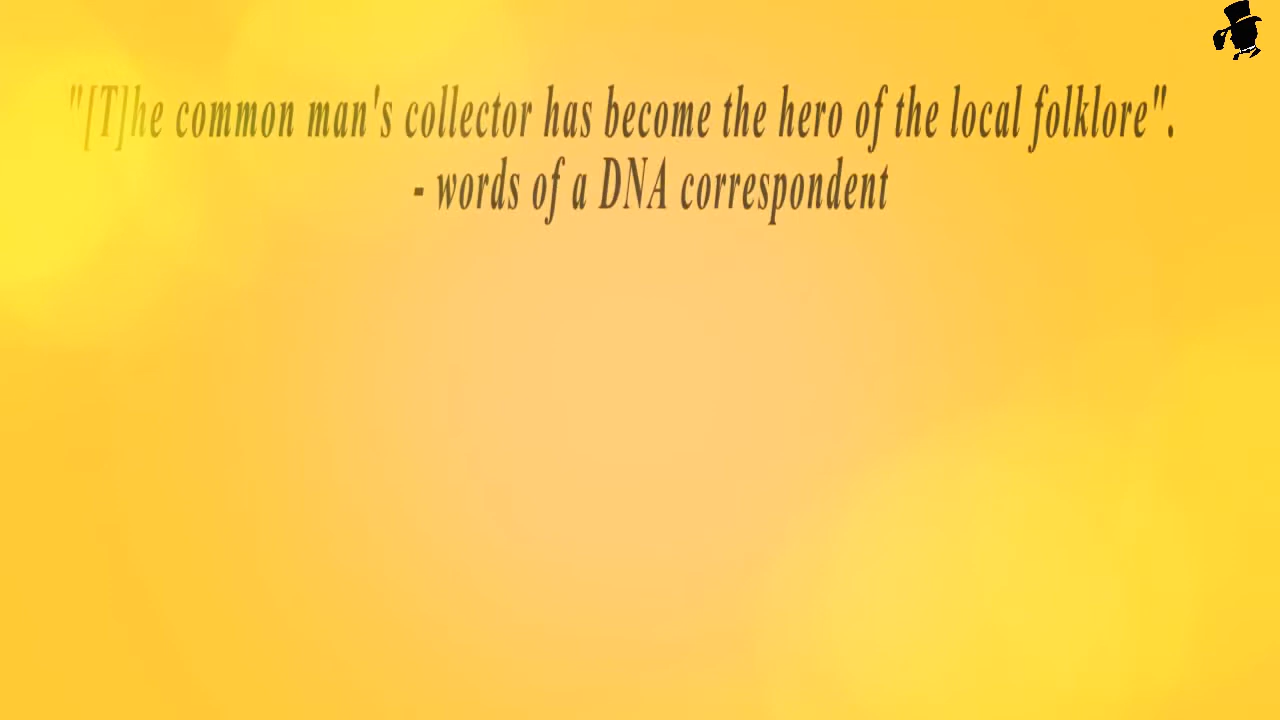 "[T]he common man's collector has become the hero of the local folklore".
- words of a DNA correspondent